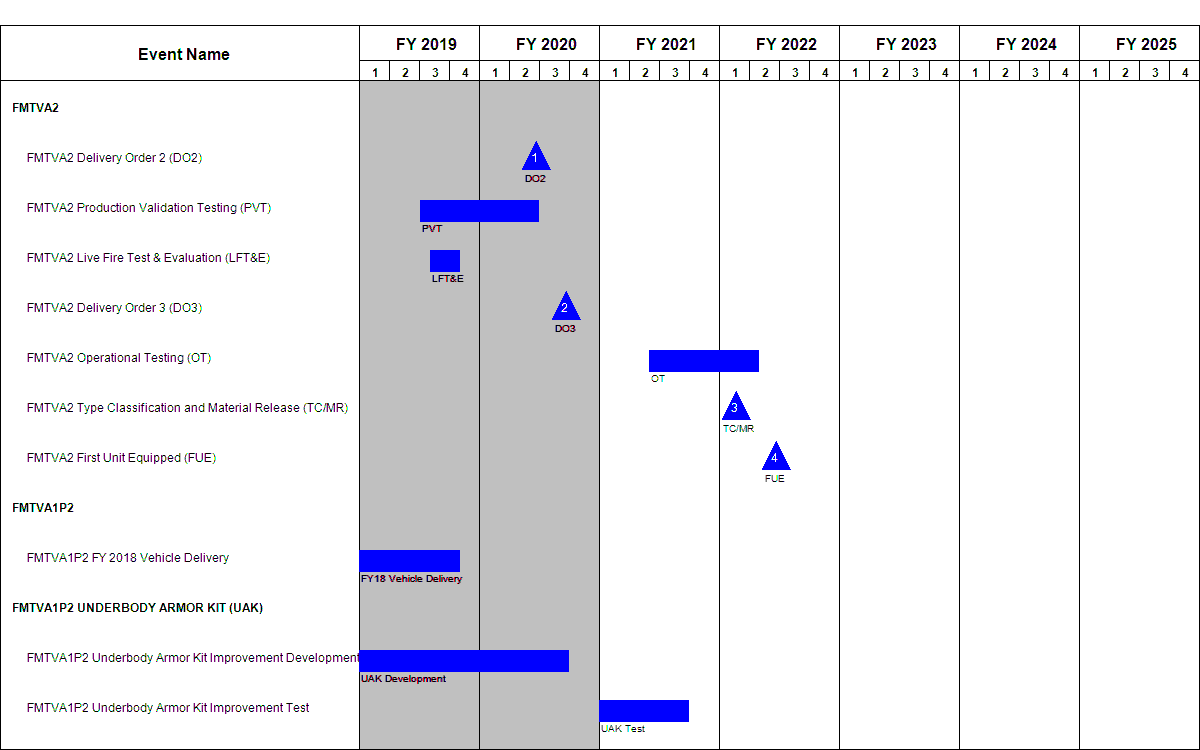 Event Name FY 2019 FY 2020 FY 2021 FY 2022 FY 2023 FY 2024 FY 2025
1 2 3 4 1 2 3 4 1 2 3 4 1 2 3 4 1 2 3 4 1 2 3 4 1 2 3 4
FMTVA2
FMTVA2 Delivery Order 2 (DO2) 1
DO2
FMTVA2 Production Validation Testing (PVT)
PVT
FMTVA2 Live Fire Test & Evaluation (LFT&E)
LFT&E
FMTVA2 Delivery Order 3 (DO3) 2
DO3
FMTVA2 Operational Testing (OT)
OT
FMTVA2 Type Classification and Material Release (TC/MR) 3
TC/MR
FMTVA2 First Unit Equipped (FUE) 4
FUE
FMTVA1P2
FMTVA1P2 FY 2018 Vehicle Delivery
FY18 Vehicle Delivery
FMTVA1P2 UNDERBODY ARMOR KIT (UAK)
FMTVA1P2 Underbody Armor Kit Improvement Development
UAK Development
FMTVA1P2 Underbody Armor Kit Improvement Test
UAK Test